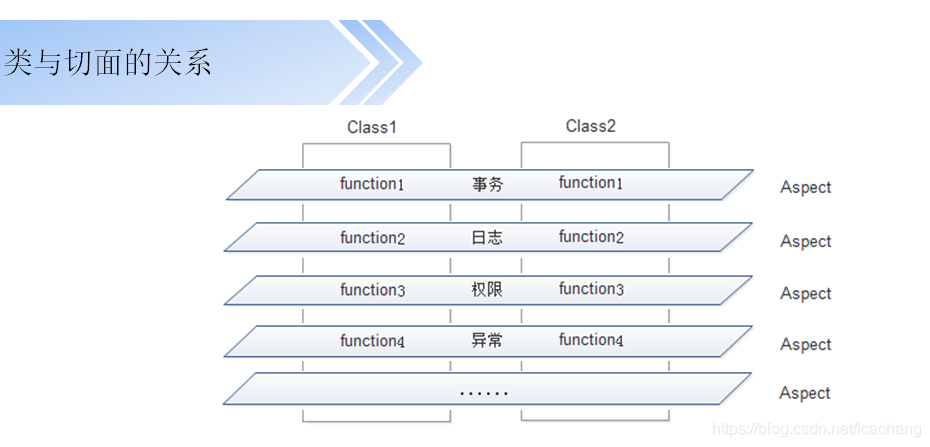 类与切面的关系
Class1 Class2
function1 事务 function1 Aspect
function2 日志 function2 Aspect
function3 权限 function3 Aspect
function4 异常 function4 Aspect
...... Aspect
https://blog.csdn.net/lcachang